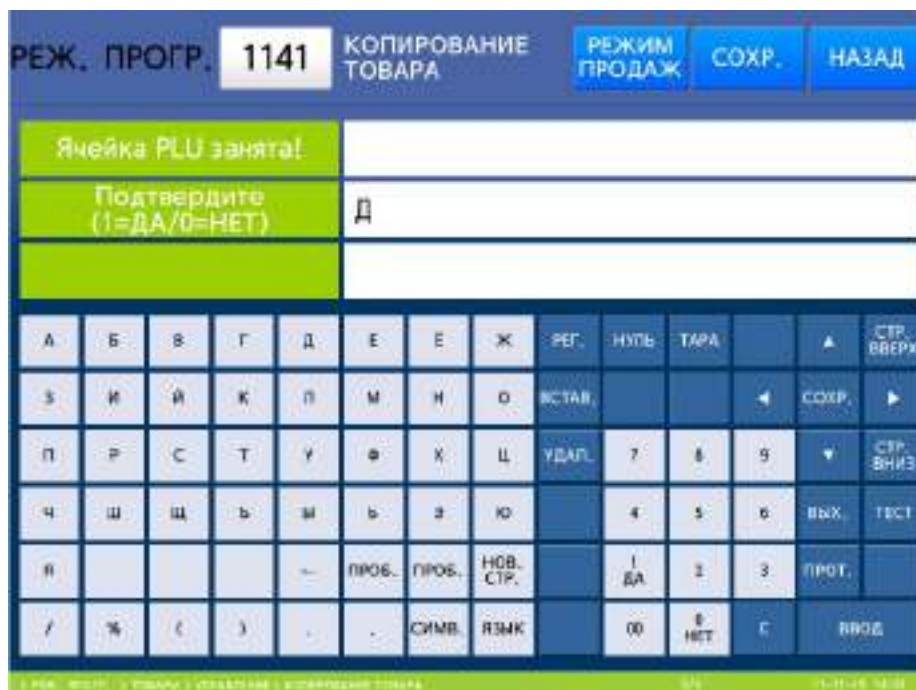 РЕЖ. ПРОГР. 1141 КОПИРОВАНИЕ ТОВАРА РЕЖИМ ПРОДАЖ СОХР. НАЗАД
Ячейка PLU занята!
Подтвердите
(1=ДА/0=НЕТ) Д
А Б В Г Д Е Ё Ж РЕГ. НУЛЬ ТАРА ▲ СТР. ВВЕРХ
З И Й К Л М Н О ВСТАВ. ◀ СОХР. ▶
П Р С Т У Ф Х Ц УДАЛ. 7 8 9 ▼ СТР. ВНИЗ
Ч Ш Щ Ъ Ы Ь Э Ю 4 5 6 ВЫХ. ТЕСТ
Я ПРОБ. ПРОБ. НОВ. СТР. 1 ДА 2 3 ПРОТ.
/ % ( ) . СИМВ. ЯЗЫК 00 0 НЕТ C ВВОД